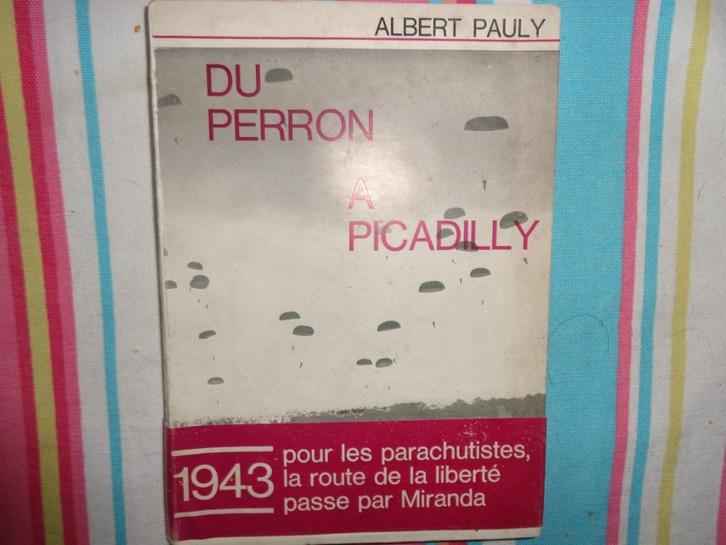 ALBERT PAULY
DU
PERRON
A
PICADILLY
1943
pour les parachutistes,
la route de la liberté
passe par Miranda